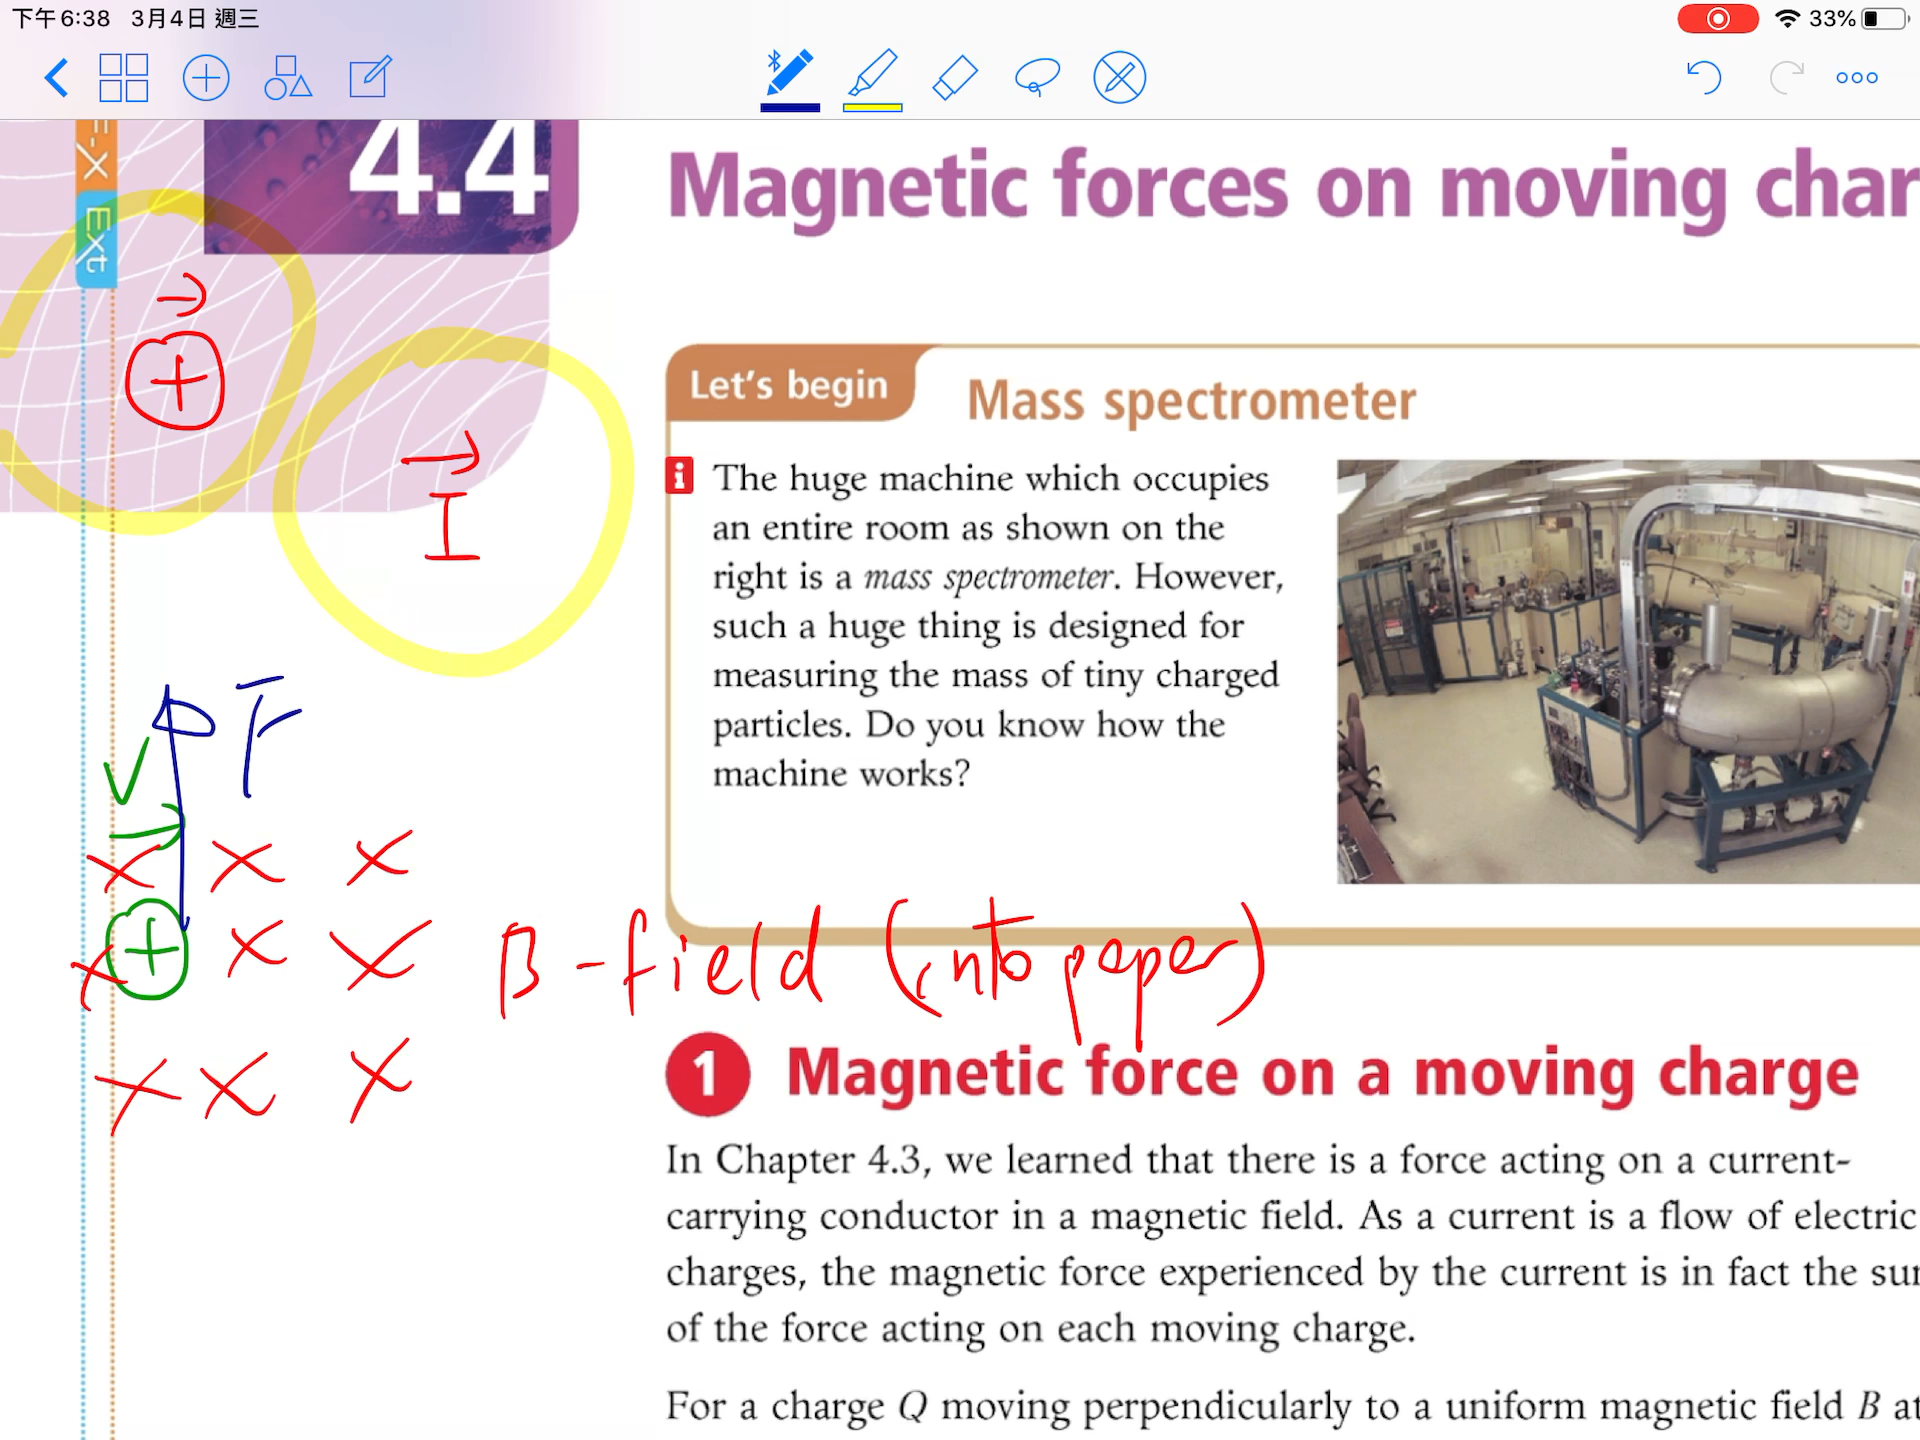 下午6:38 3月4日 週三
33%
Ext
4.4
Magnetic forces on moving char
+
I
Let's begin
Mass spectrometer
i The huge machine which occupies
an entire room as shown on the
right is a mass spectrometer. However,
such a huge thing is designed for
measuring the mass of tiny charged
particles. Do you know how the
machine works?
F
V
X X X
X + X X
B-field (into paper)
X X X
1 Magnetic force on a moving charge
In Chapter 4.3, we learned that there is a force acting on a current-
carrying conductor in a magnetic field. As a current is a flow of electric
charges, the magnetic force experienced by the current is in fact the sum
of the force acting on each moving charge.
For a charge Q moving perpendicularly to a uniform magnetic field B at